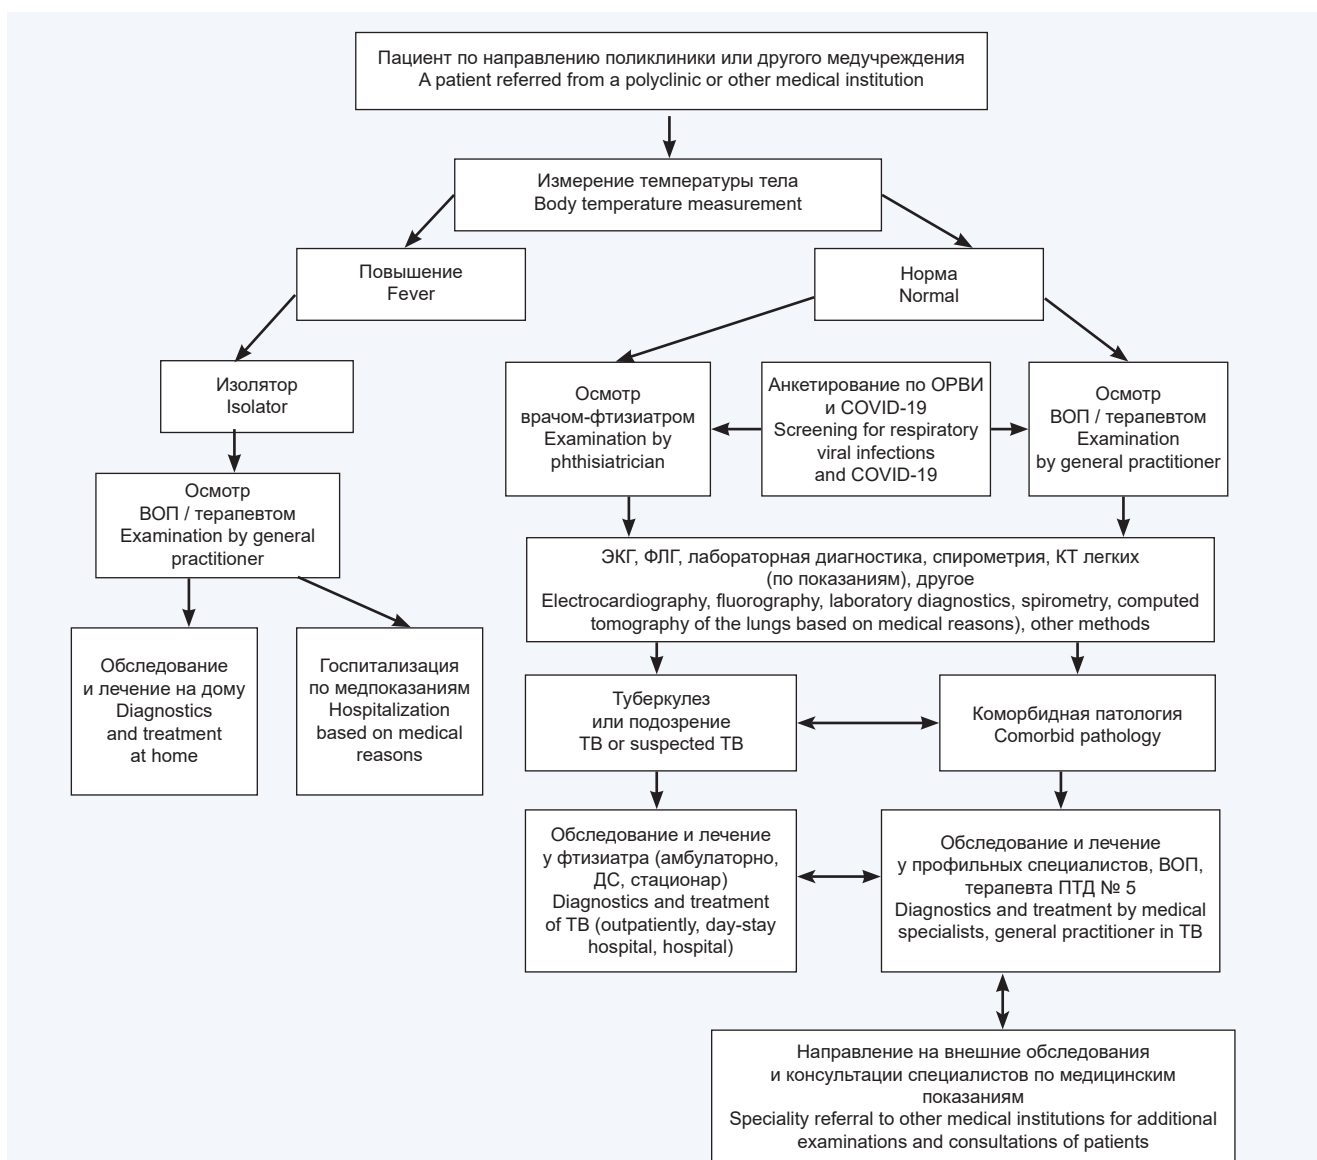 Пациент по направлению поликлиники или другого медучреждения
A patient referred from a polyclinic or other medical institution
Измерение температуры тела
Body temperature measurement
Повышение
Fever
Норма
Normal
Изолятор
Isolator
Осмотр
врачом-фтизиатром
Examination by
phthisiatrician
Анкетирование по ОРВИ
и COVID-19
Screening for respiratory
viral infections
and COVID-19
Осмотр
ВОП / терапевтом
Examination
by general practitioner
Осмотр
ВОП / терапевтом
Examination by general
practitioner
ЭКГ, ФЛГ, лабораторная диагностика, спирометрия, КТ легких
(по показаниям), другое
Electrocardiography, fluorography, laboratory diagnostics, spirometry, computed
tomography of the lungs based on medical reasons), other methods
Обследование
и лечение на дому
Diagnostics
and treatment
at home
Госпитализация
по медпоказаниям
Hospitalization
based on medical
reasons
Туберкулез
или подозрение
TB or suspected TB
Коморбидная патология
Comorbid pathology
Обследование и лечение
у фтизиатра (амбулаторно,
ДС, стационар)
Diagnostics and treatment
of TB (outpatiently, day-stay
hospital, hospital)
Обследование и лечение
у профильных специалистов, ВОП,
терапевта ПТД № 5
Diagnostics and treatment by medical
specialists, general practitioner in TB
Направление на внешние обследования
и консультации специалистов по медицинским
показаниям
Speciality referral to other medical institutions for additional
examinations and consultations of patients